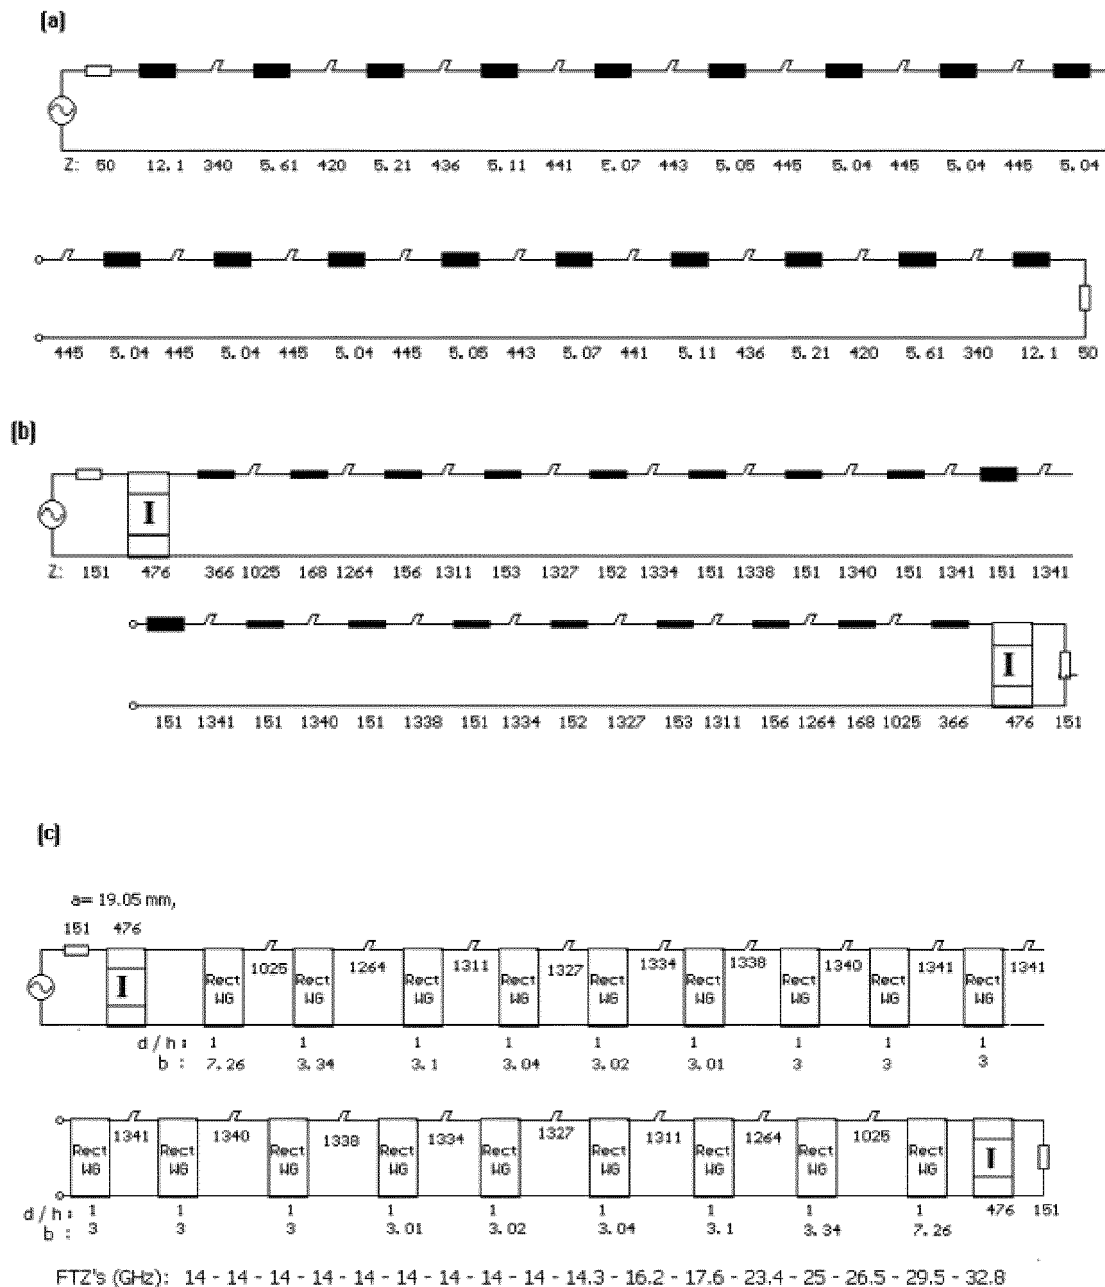 (a)
Z: 50 12.1 340 5.61 420 5.21 436 5.11 441 5.07 443 5.05 445 5.04 445 5.04 445 5.04
445 5.04 445 5.04 445 5.04 445 5.05 443 5.07 441 5.11 436 5.21 420 5.61 340 12.1 50
(b)
I
Z: 151 476 366 1025 168 1264 156 1311 153 1327 152 1334 151 1338 151 1340 151 1341 151 1341
I
151 1341 151 1340 151 1338 151 1334 152 1327 153 1311 156 1264 168 1025 366 476 151
(c)
a= 19.05 mm,
151 476
1025 1264 1311 1327 1334 1338 1340 1341 1341
I Rect Rect Rect Rect Rect Rect Rect Rect Rect
WG WG WG WG WG WG WG WG WG
d / h : 1 1 1 1 1 1 1 1 1
b : 7.26 3.34 3.1 3.04 3.02 3.01 3 3 3
1341 1340 1338 1334 1327 1311 1264 1025
Rect Rect Rect Rect Rect Rect Rect Rect Rect I
WG WG WG WG WG WG WG WG WG
d / h : 1 1 1 1 1 1 1 1 1 476 151
b : 3 3 3 3.01 3.02 3.04 3.1 3.34 7.26
FTZ's (GHz): 14 - 14 - 14 - 14 - 14 - 14 - 14 - 14 - 14 - 14.3 - 16.2 - 17.6 - 23.4 - 25 - 26.5 - 29.5 - 32.8